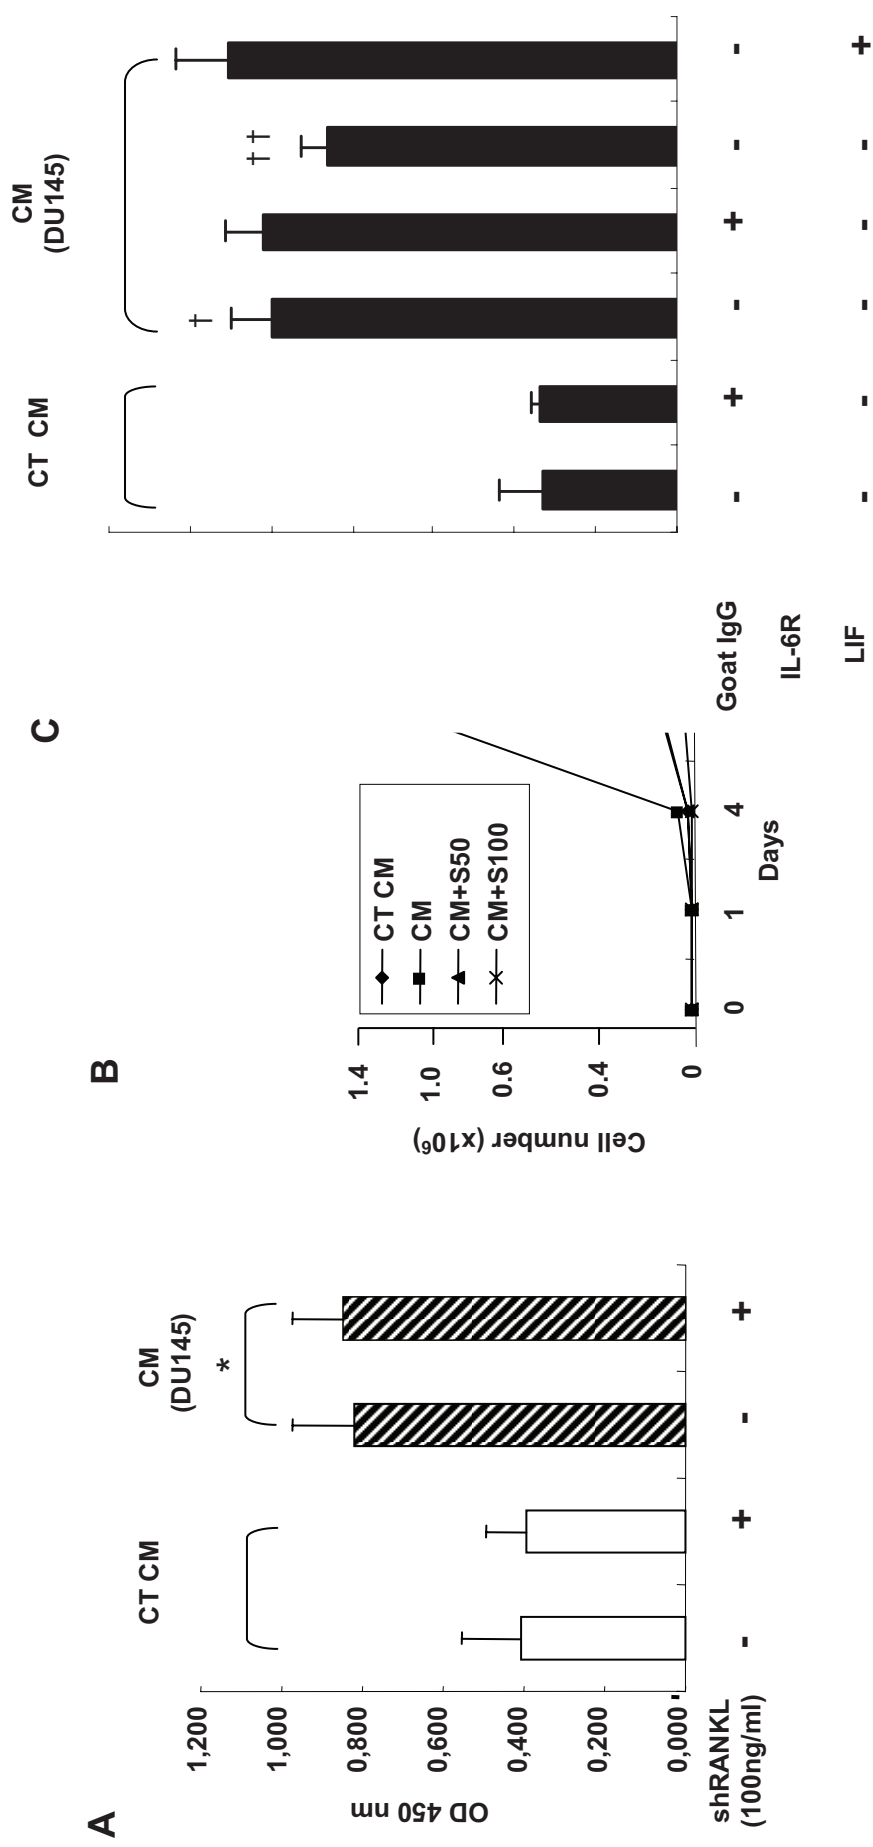 A
CT CM
CM
(DU145)
*
OD 450 nm
1,200
1,000
0,800
0,600
0,400
0,200
0,000
shRANKL
(100ng/ml)
- + - +
B
Cell number (x10⁶)
1.4
1.0
0.6
0.4
0
CT CM
CM
CM+S50
CM+S100
0 1 4
Days
C
CT CM
CM
(DU145)
† ††
Goat IgG - + - + - -
IL-6R
LIF - - - - - +